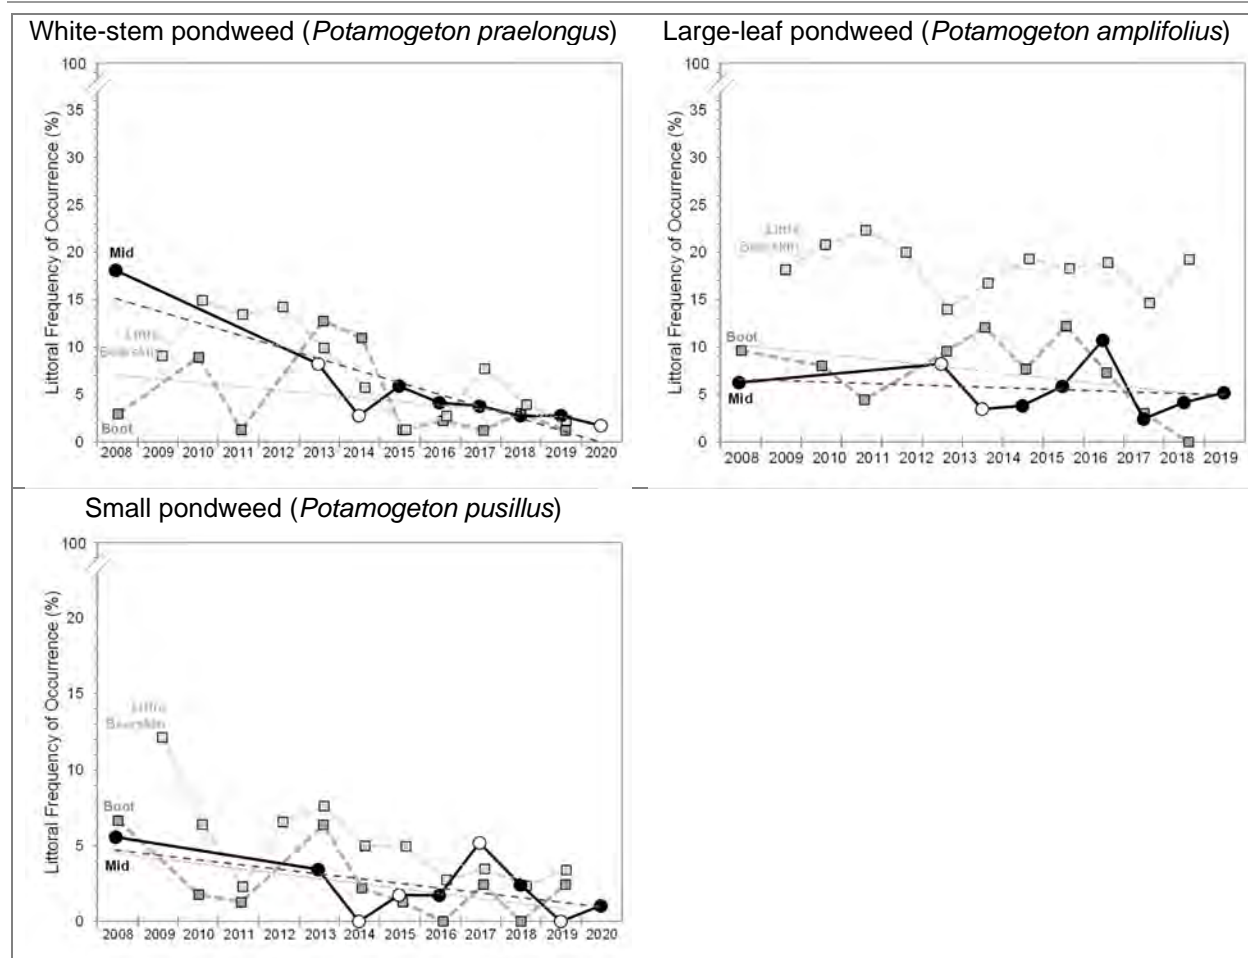 White-stem pondweed (Potamogeton praelongus)
Littoral Frequency of Occurrence (%)
100
35
30
25
20
15
10
5
0
Mid
Little
Bearskin
Boot
2008 2009 2010 2011 2012 2013 2014 2015 2016 2017 2018 2019 2020
Large-leaf pondweed (Potamogeton amplifolius)
Littoral Frequency of Occurrence (%)
100
35
30
25
20
15
10
5
0
Little
Bearskin
Boot
Mid
2008 2009 2010 2011 2012 2013 2014 2015 2016 2017 2018 2019
Small pondweed (Potamogeton pusillus)
Littoral Frequency of Occurrence (%)
100
20
15
10
5
0
Little
Bearskin
Boot
Mid
2008 2009 2010 2011 2012 2013 2014 2015 2016 2017 2018 2019 2020